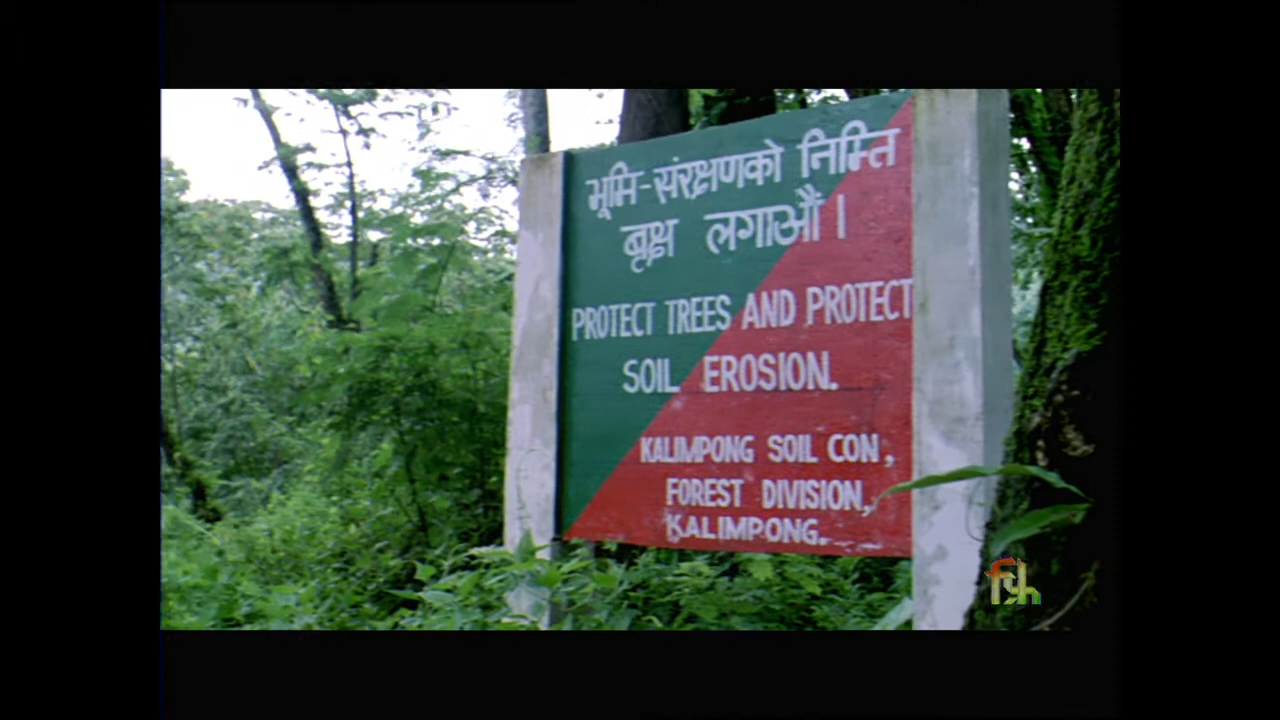 भूमि-संरक्षणको निम्ति
बृक्ष लगाऔं।
PROTECT TREES AND PROTECT
SOIL EROSION.
KALIMPONG SOIL CON,
FOREST DIVISION,
KALIMPONG.